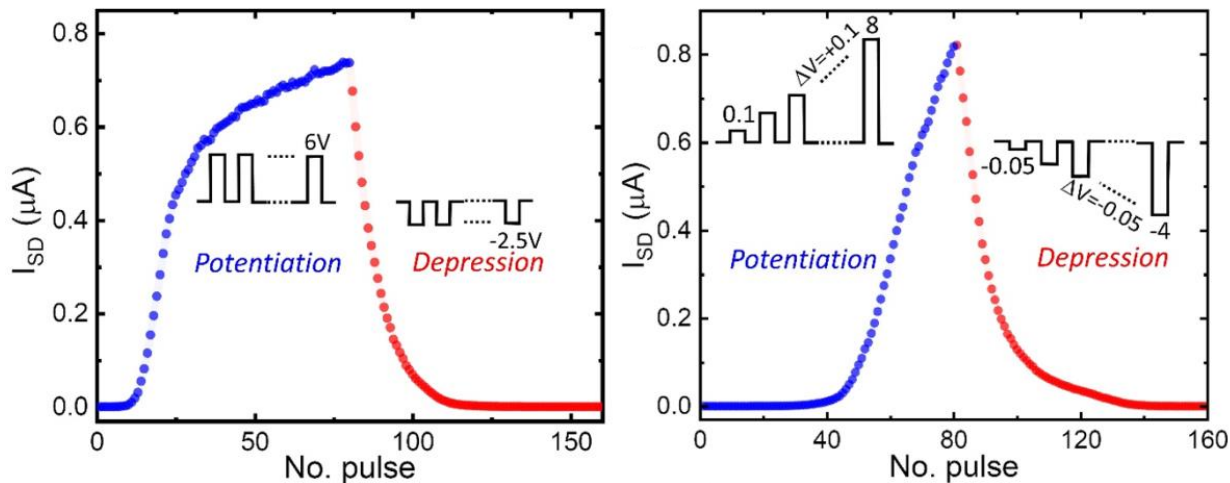 0.8
0.6
0.4
0.2
0.0
I_SD (μA)
6V
-2.5V
Potentiation
Depression
0
50
100
150
No. pulse
0.8
0.6
0.4
0.2
0.0
I_SD (μA)
0.1
ΔV=+0.1
8
-0.05
ΔV=-0.05
-4
Potentiation
Depression
0
40
80
120
160
No. pulse